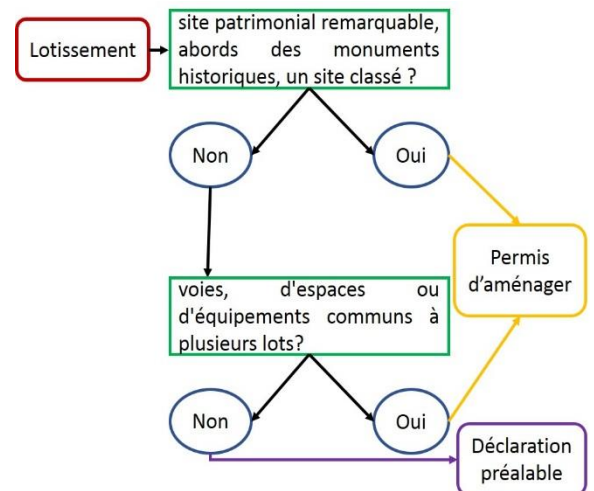 Lotissement
site patrimonial remarquable,
abords des monuments
historiques, un site classé ?
Non
Oui
Permis
d'aménager
voies, d'espaces ou
d'équipements communs à
plusieurs lots?
Non
Oui
Déclaration
préalable